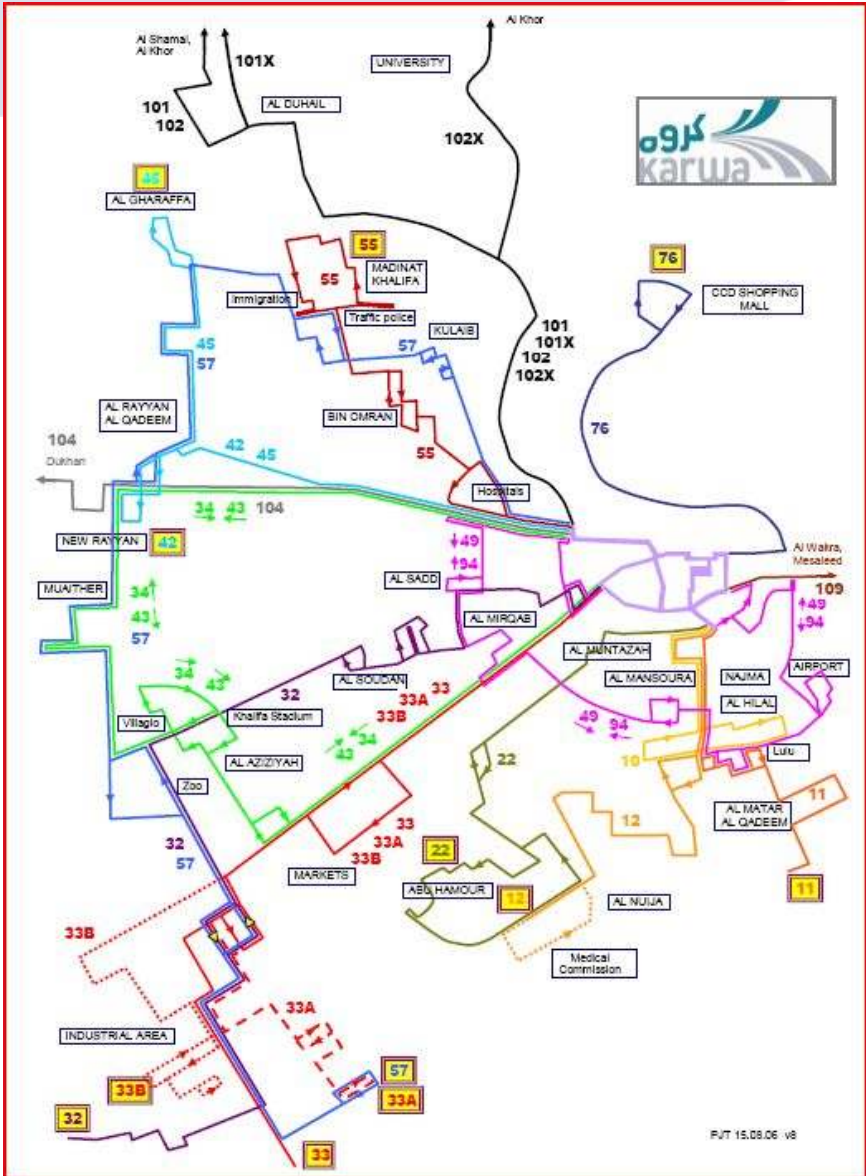 Al Shamal,
Al Khor
101X
Al Khor
UNIVERSITY
101
102
AL DUHAIL
102X
كروه
karwa
45
AL GHARAFFA
55
MADINAT
KHALIFA
55
76
CCD SHOPPING
MALL
Immigration
Traffic police
KULAIB
57
101
101X
102
102X
45
57
76
AL RAYYAN
AL QADEEM
BIN OMRAN
104
Dukhan
42
45
55
Hospitals
34
43
104
NEW RAYYAN
42
49
94
Al Wakra,
Mesaieed
109
MUAITHER
34
43
57
AL SADD
AL MIRQAB
49
94
AL MUNTAZAH
AL MANSOURA
NAJMA
AIRPORT
34
43
32
AL SOUDAN
33
33A
33B
AL HILAL
Villagio
Khalifa Stadium
34
43
49
94
Lulu
AL AZIZIYAH
22
10
Zoo
33
33A
33B
12
11
AL MATAR
AL QADEEM
32
57
MARKETS
22
ABU HAMOUR
12
AL NUIJA
11
33B
Medical
Commission
33A
INDUSTRIAL AREA
57
33B
33A
32
33
PJT 15.08.06 v8